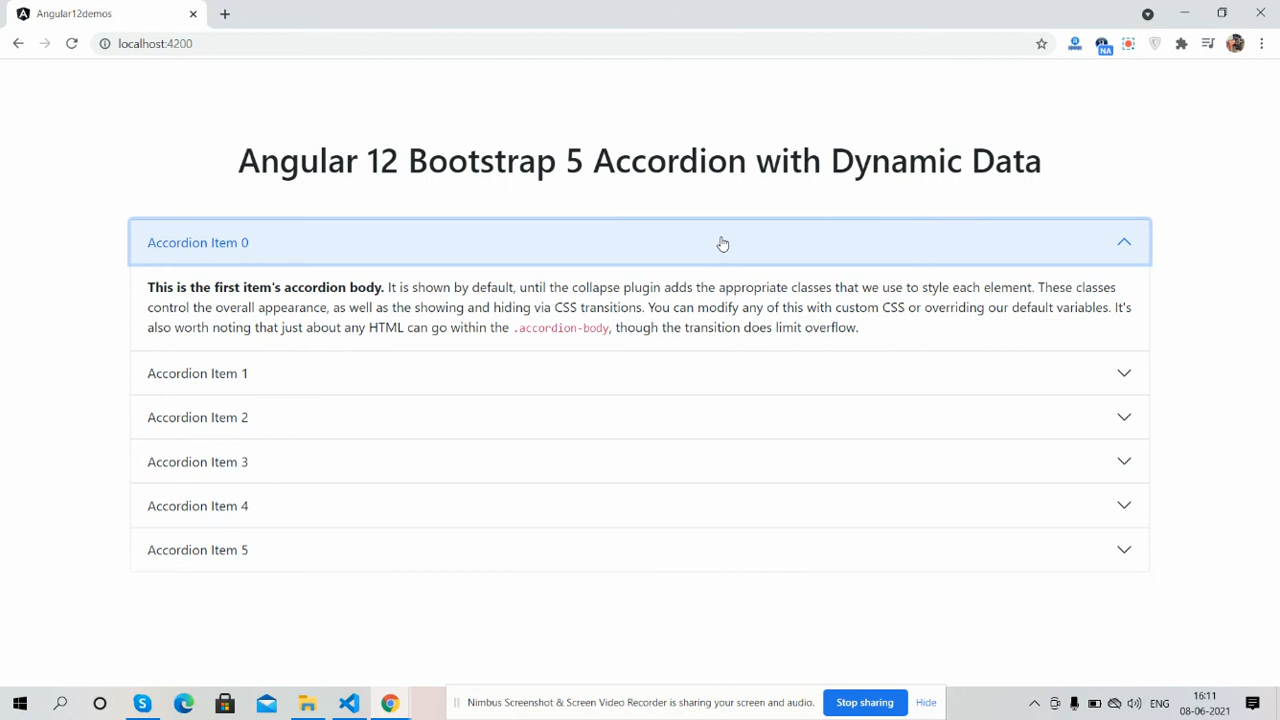 Angular12demos
localhost:4200
NA
Angular 12 Bootstrap 5 Accordion with Dynamic Data
Accordion Item 0
This is the first item's accordion body. It is shown by default, until the collapse plugin adds the appropriate classes that we use to style each element. These classes
control the overall appearance, as well as the showing and hiding via CSS transitions. You can modify any of this with custom CSS or overriding our default variables. It's
also worth noting that just about any HTML can go within the .accordion-body, though the transition does limit overflow.
Accordion Item 1
Accordion Item 2
Accordion Item 3
Accordion Item 4
Accordion Item 5
Nimbus Screenshot & Screen Video Recorder is sharing your screen and audio.
Stop sharing
Hide
ENG
16:11
08-06-2021